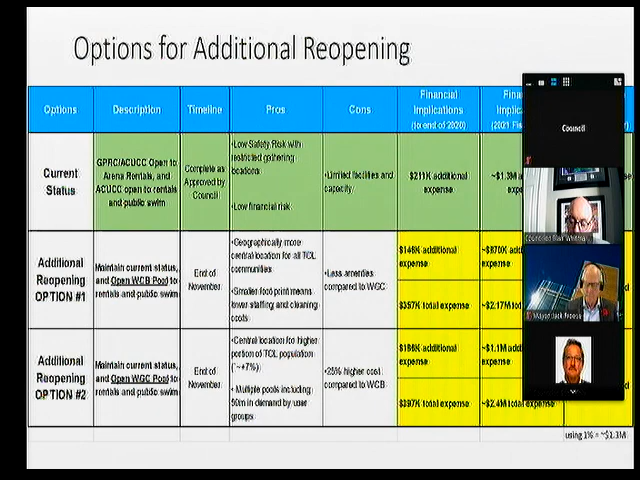 Options for Additional Reopening
Options
Description
Timeline
Pros
Cons
Financial
Implications
(to end of 2020)
(2021
Current
Status
GPRC/ACUCC Open to
Arena Rentals, and
ACUCC open to rentals
and public swim
Complete as
Approved by
Council
•Low Safety Risk with
restricted gathering
locations.
•Low financial risk.
•Limited facilities and
capacity.
$211K additional
expense
Additional
Reopening
OPTION #1
Maintain current status,
and Open WCB Pool to
rentals and public swim
End of
November
•Geographically more
central location for all TOL
communities
•Smaller foot print means
lower staffing and cleaning
costs
•Less amenities
compared to WGC
$146K additional
expense
~$870K
expense
$357K total expense
~$2.17M
Additional
Reopening
OPTION #2
Maintain current status,
and Open WGC Pool to
rentals and public swim
End of
November
•Central location for higher
portion of TOL population
(~+7%)
• Multiple pools including
50m in demand by user
groups
•25% higher cost
compared to WCB
$186K additional
expense
~$1.1M
expense
$397K total expense
~$2.4M total expense
using 1% = ~$1.3M
Council
Councillor Blair Whitmarsh
Mayor Jack Froese